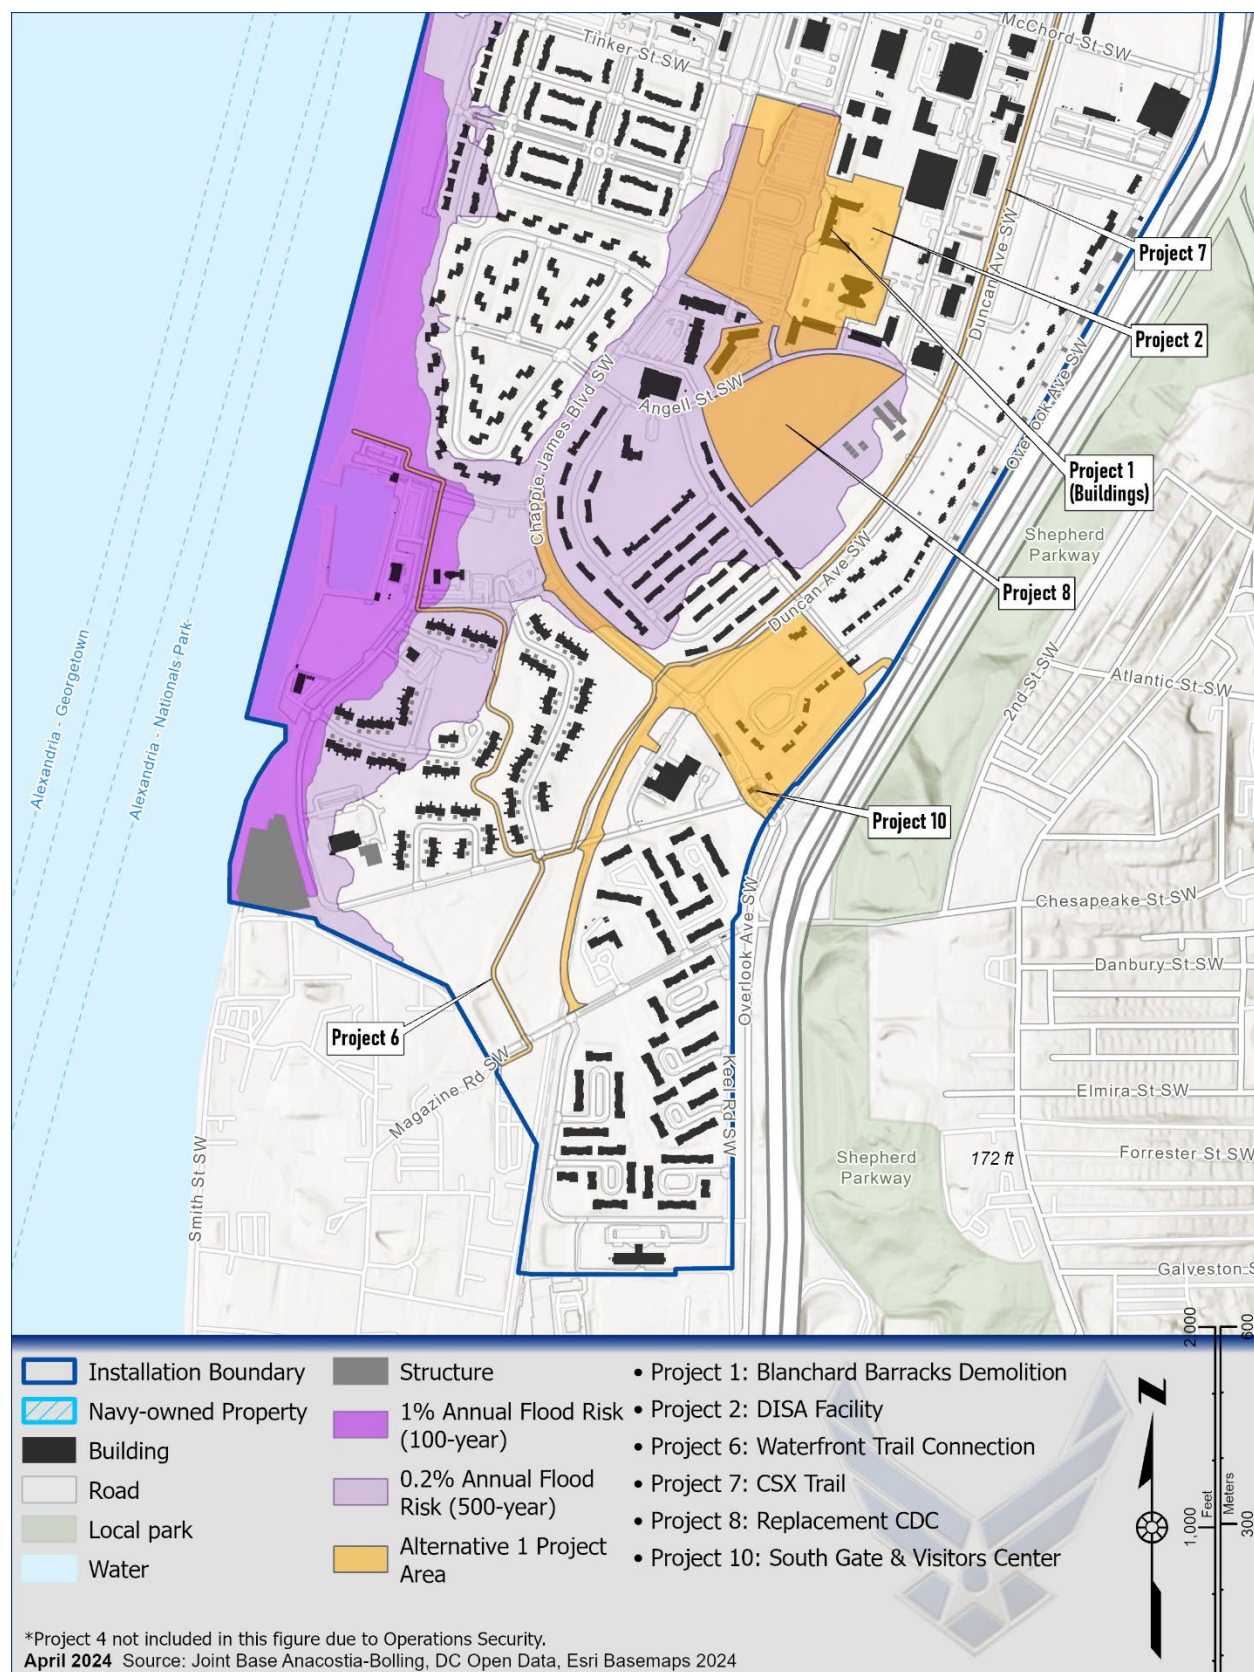 Tinker St SW
McChord St SW
Project 7
Duncan Ave SW
Project 2
Overlook Ave SW
Chappie James Blvd SW
Angell St SW
Project 1
(Buildings)
Shepherd
Parkway
Project 8
Duncan Ave SW
2nd St SW
Atlantic St SW
Alexandria - Georgetown
Alexandria - Nationals Park
Project 10
Chesapeake St SW
Overlook Ave SW
Danbury St SW
Project 6
Magazine Rd SW
Keel Rd SW
Elmira St SW
Smith St SW
Shepherd
Parkway
172 ft
Forrester St SW
Galveston S
Installation Boundary
Navy-owned Property
Building
Road
Local park
Water
Structure
1% Annual Flood Risk
(100-year)
0.2% Annual Flood
Risk (500-year)
Alternative 1 Project
Area
• Project 1: Blanchard Barracks Demolition
• Project 2: DISA Facility
• Project 6: Waterfront Trail Connection
• Project 7: CSX Trail
• Project 8: Replacement CDC
• Project 10: South Gate & Visitors Center
Z
2,000
600
1,000
Feet
Meters
300
*Project 4 not included in this figure due to Operations Security.
April 2024 Source: Joint Base Anacostia-Bolling, DC Open Data, Esri Basemaps 2024